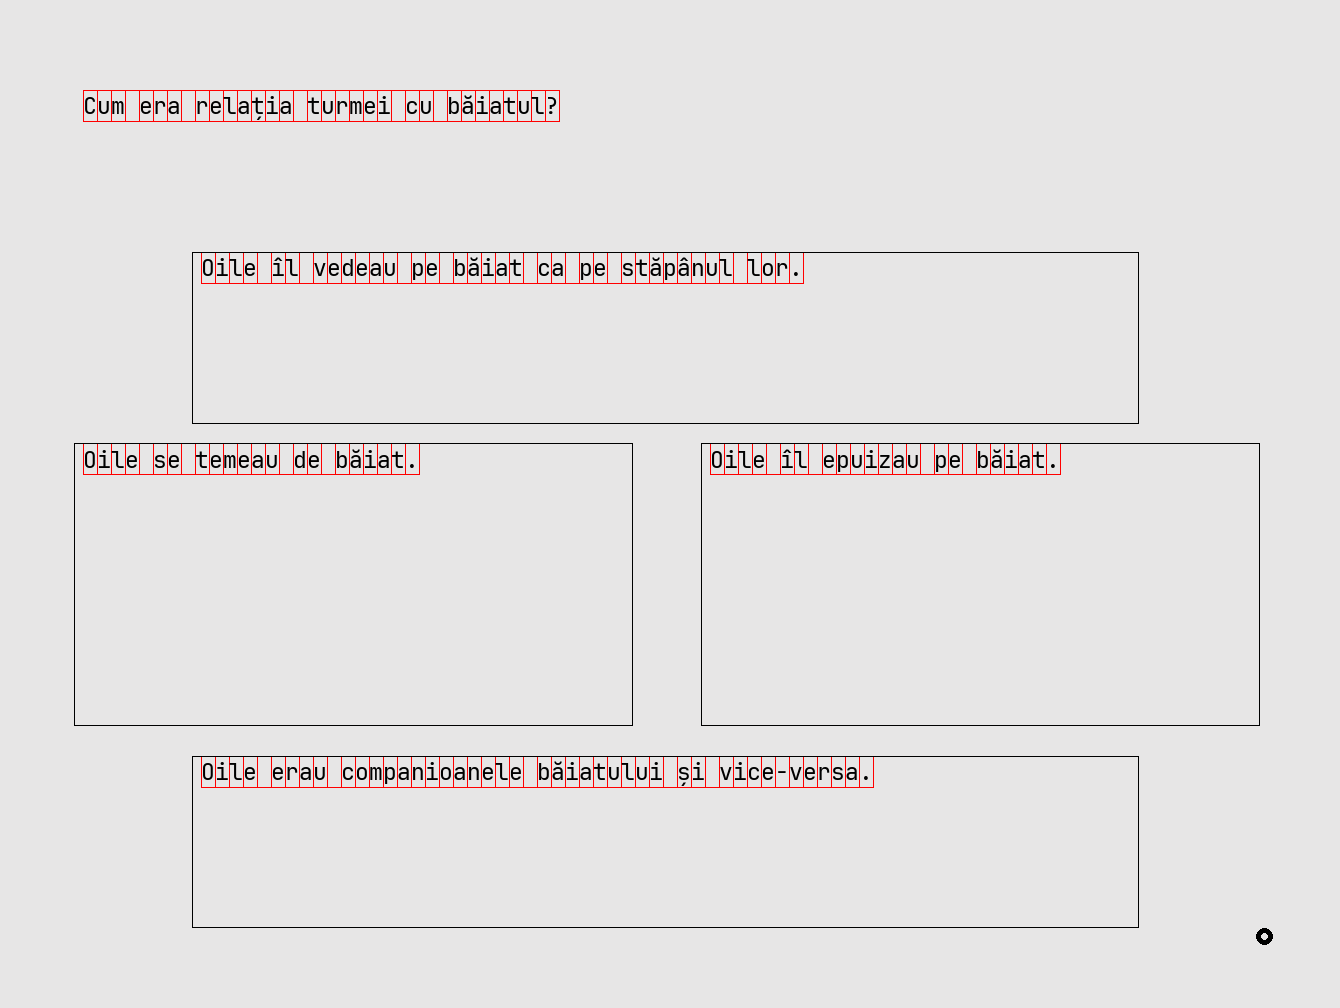 Cum era relația turmei cu băiatul?
Oile îl vedeau pe băiat ca pe stăpânul lor.
Oile se temeau de băiat.
Oile îl epuizau pe băiat.
Oile erau companioanele băiatului și vice-versa.